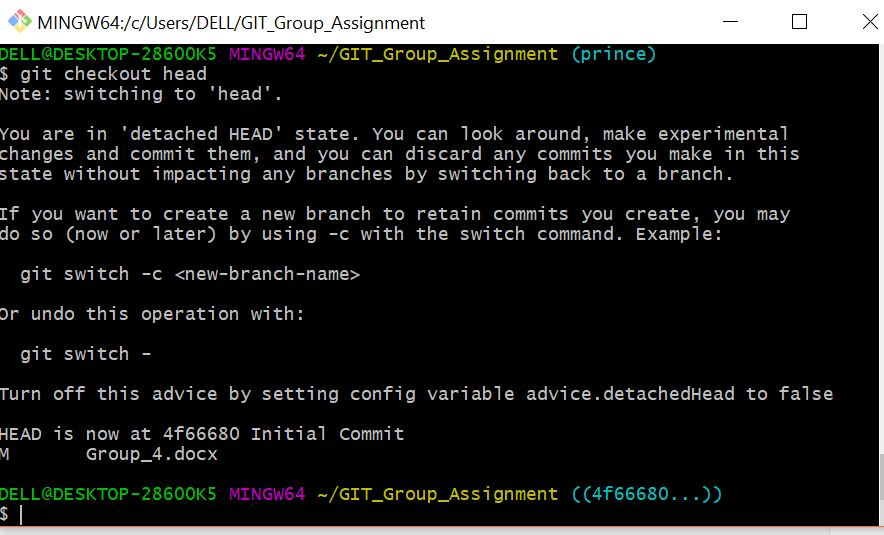 MINGW64:/c/Users/DELL/GIT_Group_Assignment
DELL@DESKTOP-28600K5 MINGW64 ~/GIT_Group_Assignment (prince)
$ git checkout head
Note: switching to 'head'.
You are in 'detached HEAD' state. You can look around, make experimental
changes and commit them, and you can discard any commits you make in this
state without impacting any branches by switching back to a branch.
If you want to create a new branch to retain commits you create, you may
do so (now or later) by using -c with the switch command. Example:
git switch -c <new-branch-name>
Or undo this operation with:
git switch -
Turn off this advice by setting config variable advice.detachedHead to false
HEAD is now at 4f66680 Initial Commit
M       Group_4.docx
DELL@DESKTOP-28600K5 MINGW64 ~/GIT_Group_Assignment ((4f66680...))
$